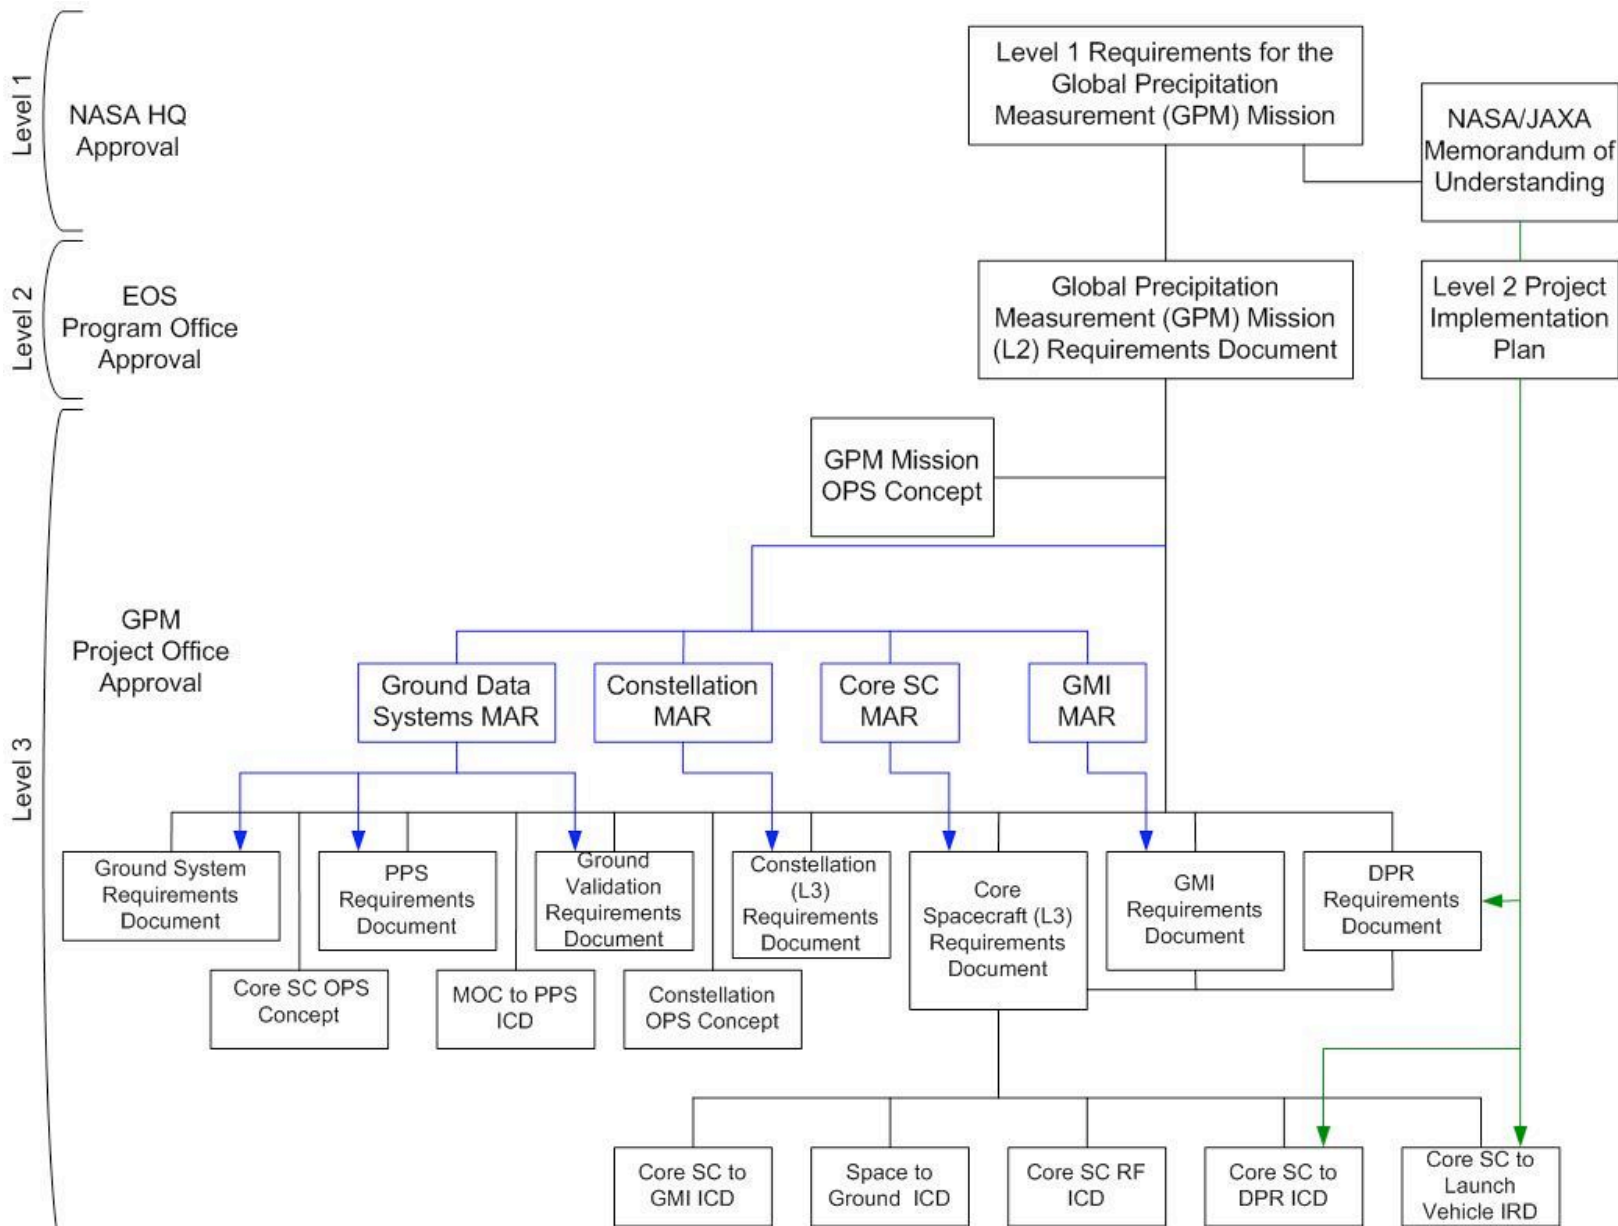 Level 1
NASA HQ
Approval
Level 1 Requirements for the
Global Precipitation
Measurement (GPM) Mission
NASA/JAXA
Memorandum of
Understanding
Level 2
EOS
Program Office
Approval
Global Precipitation
Measurement (GPM) Mission
(L2) Requirements Document
Level 2 Project
Implementation
Plan
Level 3
GPM
Project Office
Approval
GPM Mission
OPS Concept
Ground Data
Systems MAR
Constellation
MAR
Core SC
MAR
GMI
MAR
Ground System
Requirements
Document
PPS
Requirements
Document
Ground
Validation
Requirements
Document
Constellation
(L3)
Requirements
Document
Core
Spacecraft (L3)
Requirements
Document
GMI
Requirements
Document
DPR
Requirements
Document
Core SC OPS
Concept
MOC to PPS
ICD
Constellation
OPS Concept
Core SC to
GMI ICD
Space to
Ground ICD
Core SC RF
ICD
Core SC to
DPR ICD
Core SC to
Launch
Vehicle IRD